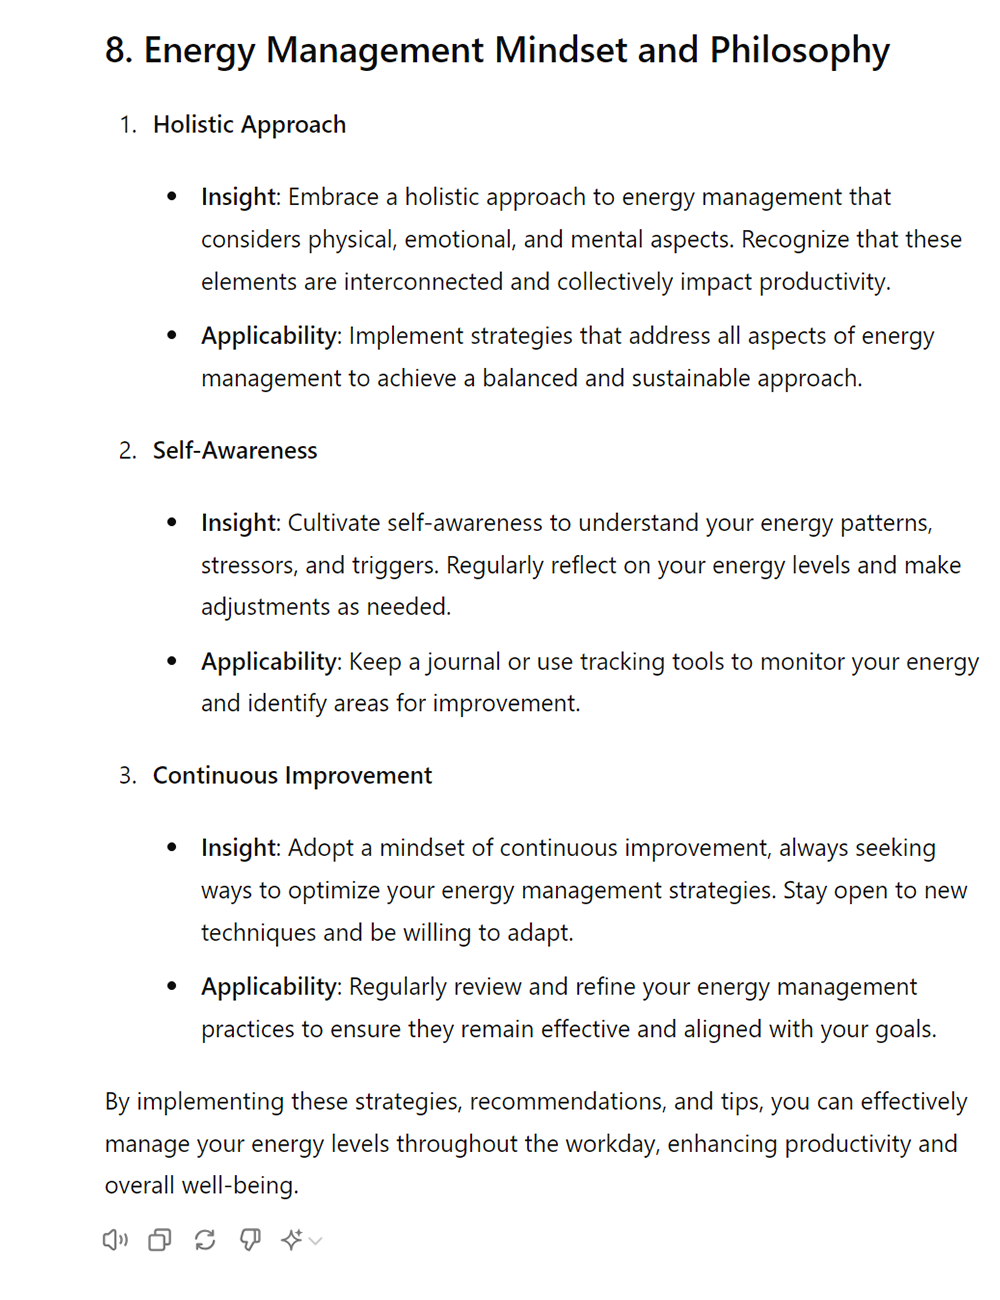 8. Energy Management Mindset and Philosophy
1. Holistic Approach
• Insight: Embrace a holistic approach to energy management that
considers physical, emotional, and mental aspects. Recognize that these
elements are interconnected and collectively impact productivity.
• Applicability: Implement strategies that address all aspects of energy
management to achieve a balanced and sustainable approach.
2. Self-Awareness
• Insight: Cultivate self-awareness to understand your energy patterns,
stressors, and triggers. Regularly reflect on your energy levels and make
adjustments as needed.
• Applicability: Keep a journal or use tracking tools to monitor your energy
and identify areas for improvement.
3. Continuous Improvement
• Insight: Adopt a mindset of continuous improvement, always seeking
ways to optimize your energy management strategies. Stay open to new
techniques and be willing to adapt.
• Applicability: Regularly review and refine your energy management
practices to ensure they remain effective and aligned with your goals.
By implementing these strategies, recommendations, and tips, you can effectively
manage your energy levels throughout the workday, enhancing productivity and
overall well-being.